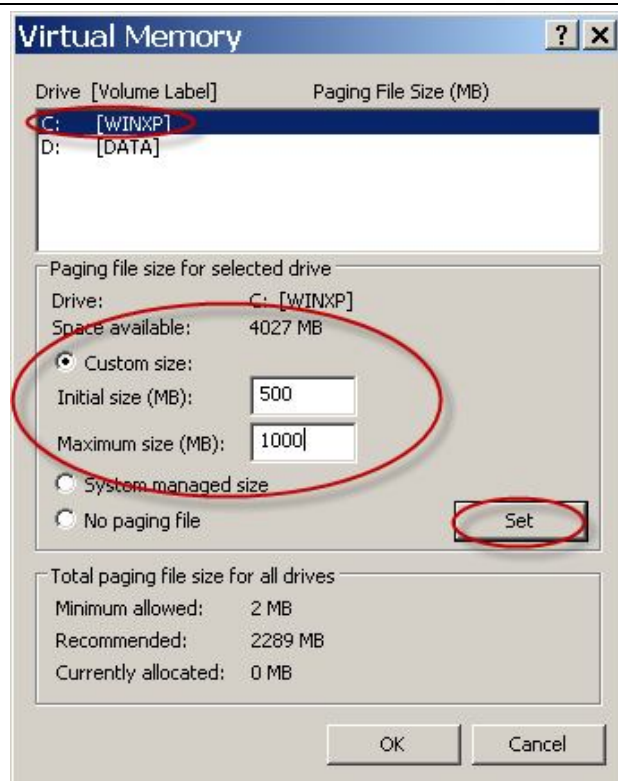 Virtual Memory
Drive [Volume Label] Paging File Size (MB)
C: [WINXP]
D: [DATA]
Paging file size for selected drive
Drive: C: [WINXP]
Space available: 4027 MB
Custom size:
Initial size (MB): 500
Maximum size (MB): 1000
System managed size
No paging file Set
Total paging file size for all drives
Minimum allowed: 2 MB
Recommended: 2289 MB
Currently allocated: 0 MB
OK Cancel